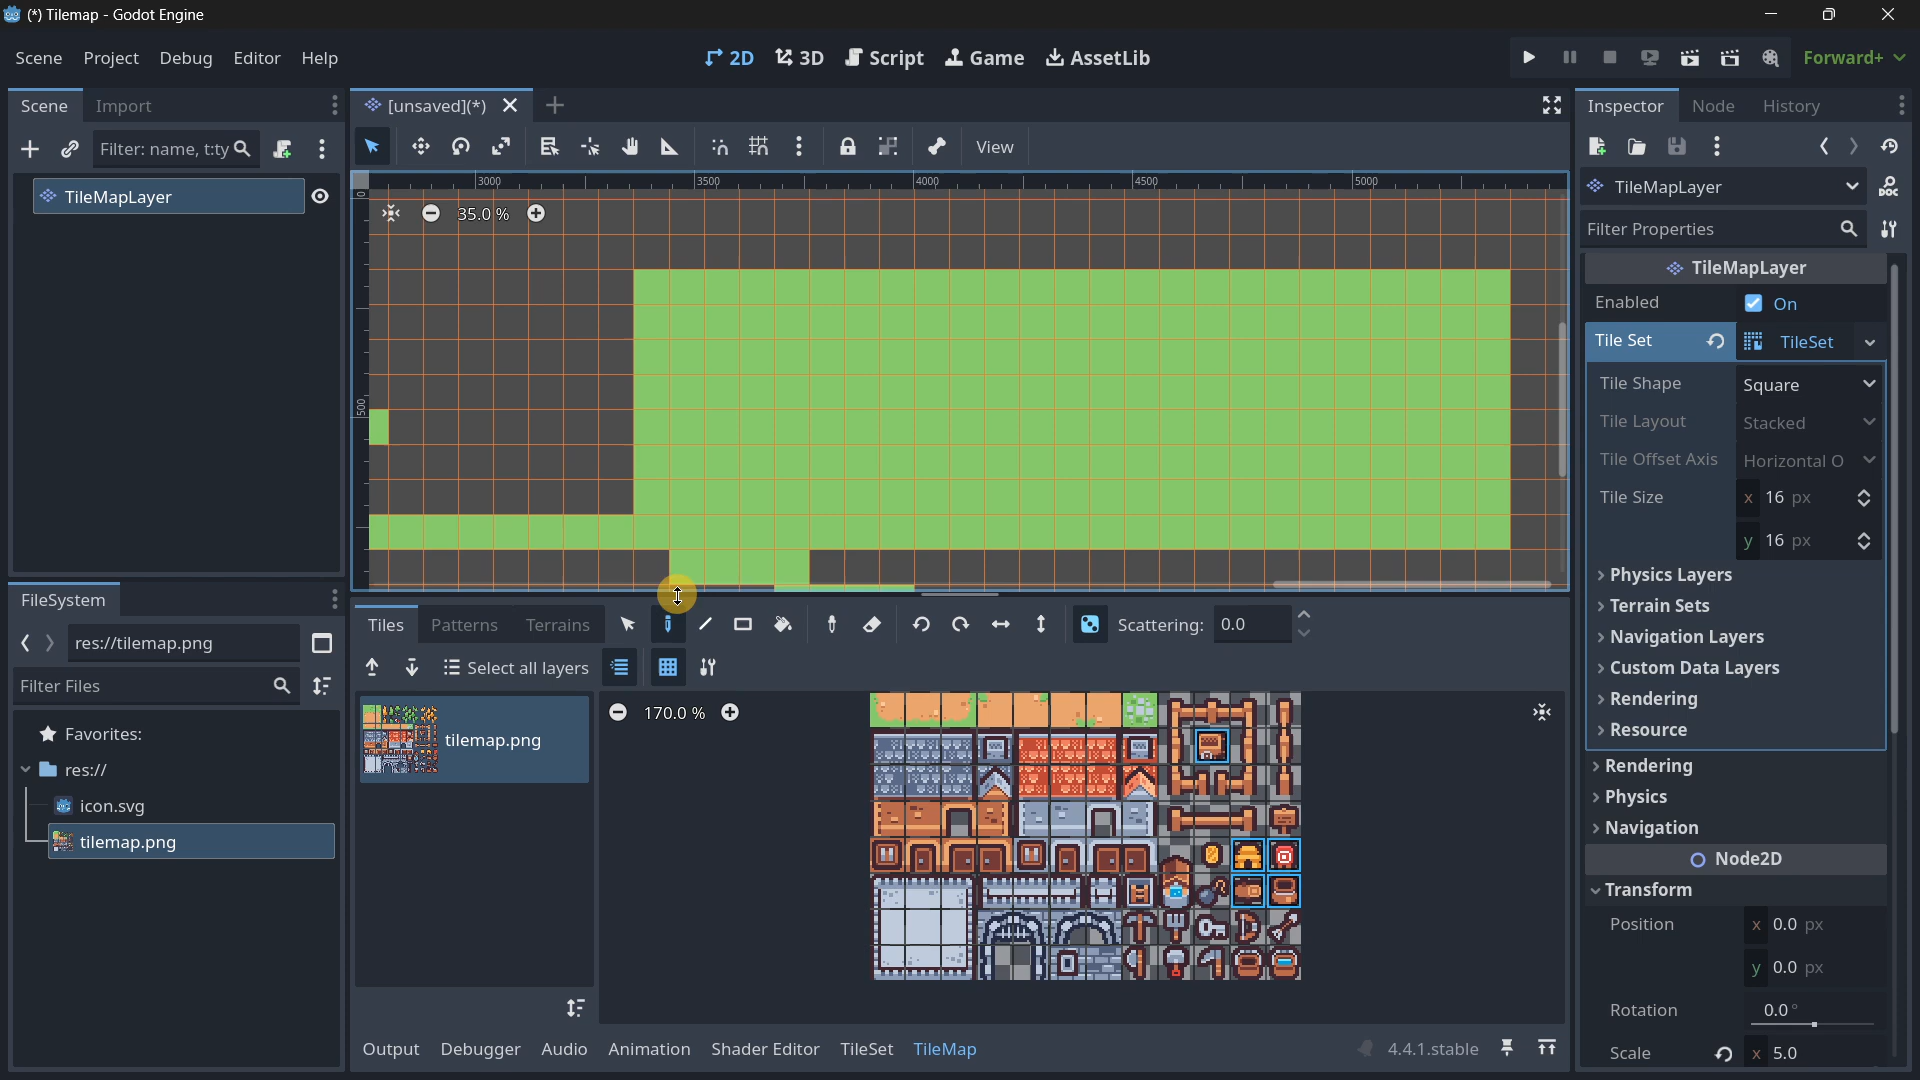 (*) Tilemap - Godot Engine
Scene Project Debug Editor Help
2D 3D Script Game AssetLib
Forward+
Scene Import
[unsaved](*)
Inspector Node History
Filter: name, t:ty
View
TileMapLayer
3000 3500 4000 4500 5000
0
500
35.0 %
TileMapLayer
Filter Properties
TileMapLayer
Enabled On
Tile Set TileSet
Tile Shape Square
Tile Layout Stacked
Tile Offset Axis Horizontal O
Tile Size x 16 px
y 16 px
Physics Layers
Terrain Sets
Navigation Layers
Custom Data Layers
Rendering
Resource
Rendering
Physics
Navigation
Node2D
Transform
Position x 0.0 px
y 0.0 px
Rotation 0.0 °
Scale x 5.0
FileSystem
res://tilemap.png
Filter Files
Favorites:
res://
icon.svg
tilemap.png
Tiles Patterns Terrains
Scattering: 0.0
Select all layers
tilemap.png
170.0 %
Output Debugger Audio Animation Shader Editor TileSet TileMap
4.4.1.stable